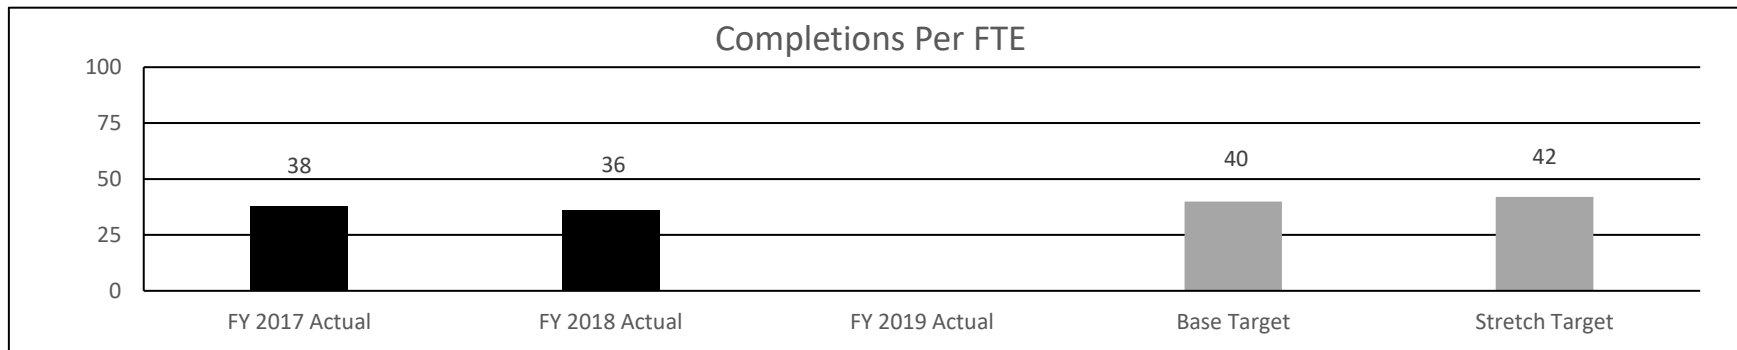 Completions Per FTE
100
75
50
25
0
38
36
40
42
FY 2017 Actual
FY 2018 Actual
FY 2019 Actual
Base Target
Stretch Target